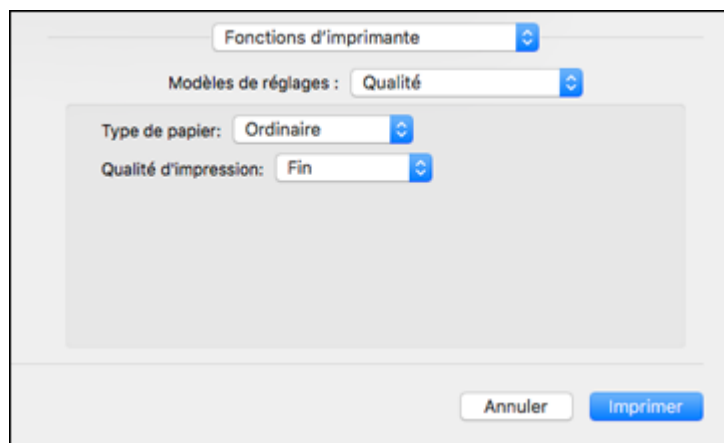 Fonctions d'imprimante
Modèles de réglages : Qualité
Type de papier: Ordinaire
Qualité d'impression: Fin
Annuler Imprimer